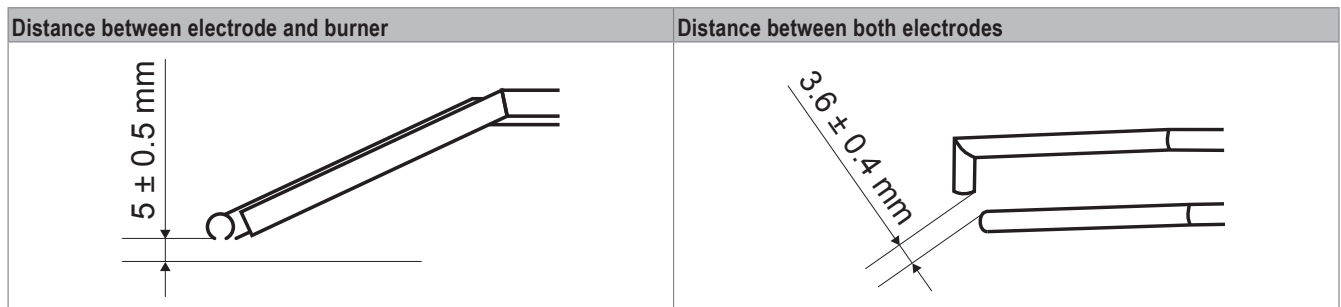 Distance between electrode and burner
Distance between both electrodes
5 ± 0.5 mm
3.6 ± 0.4 mm